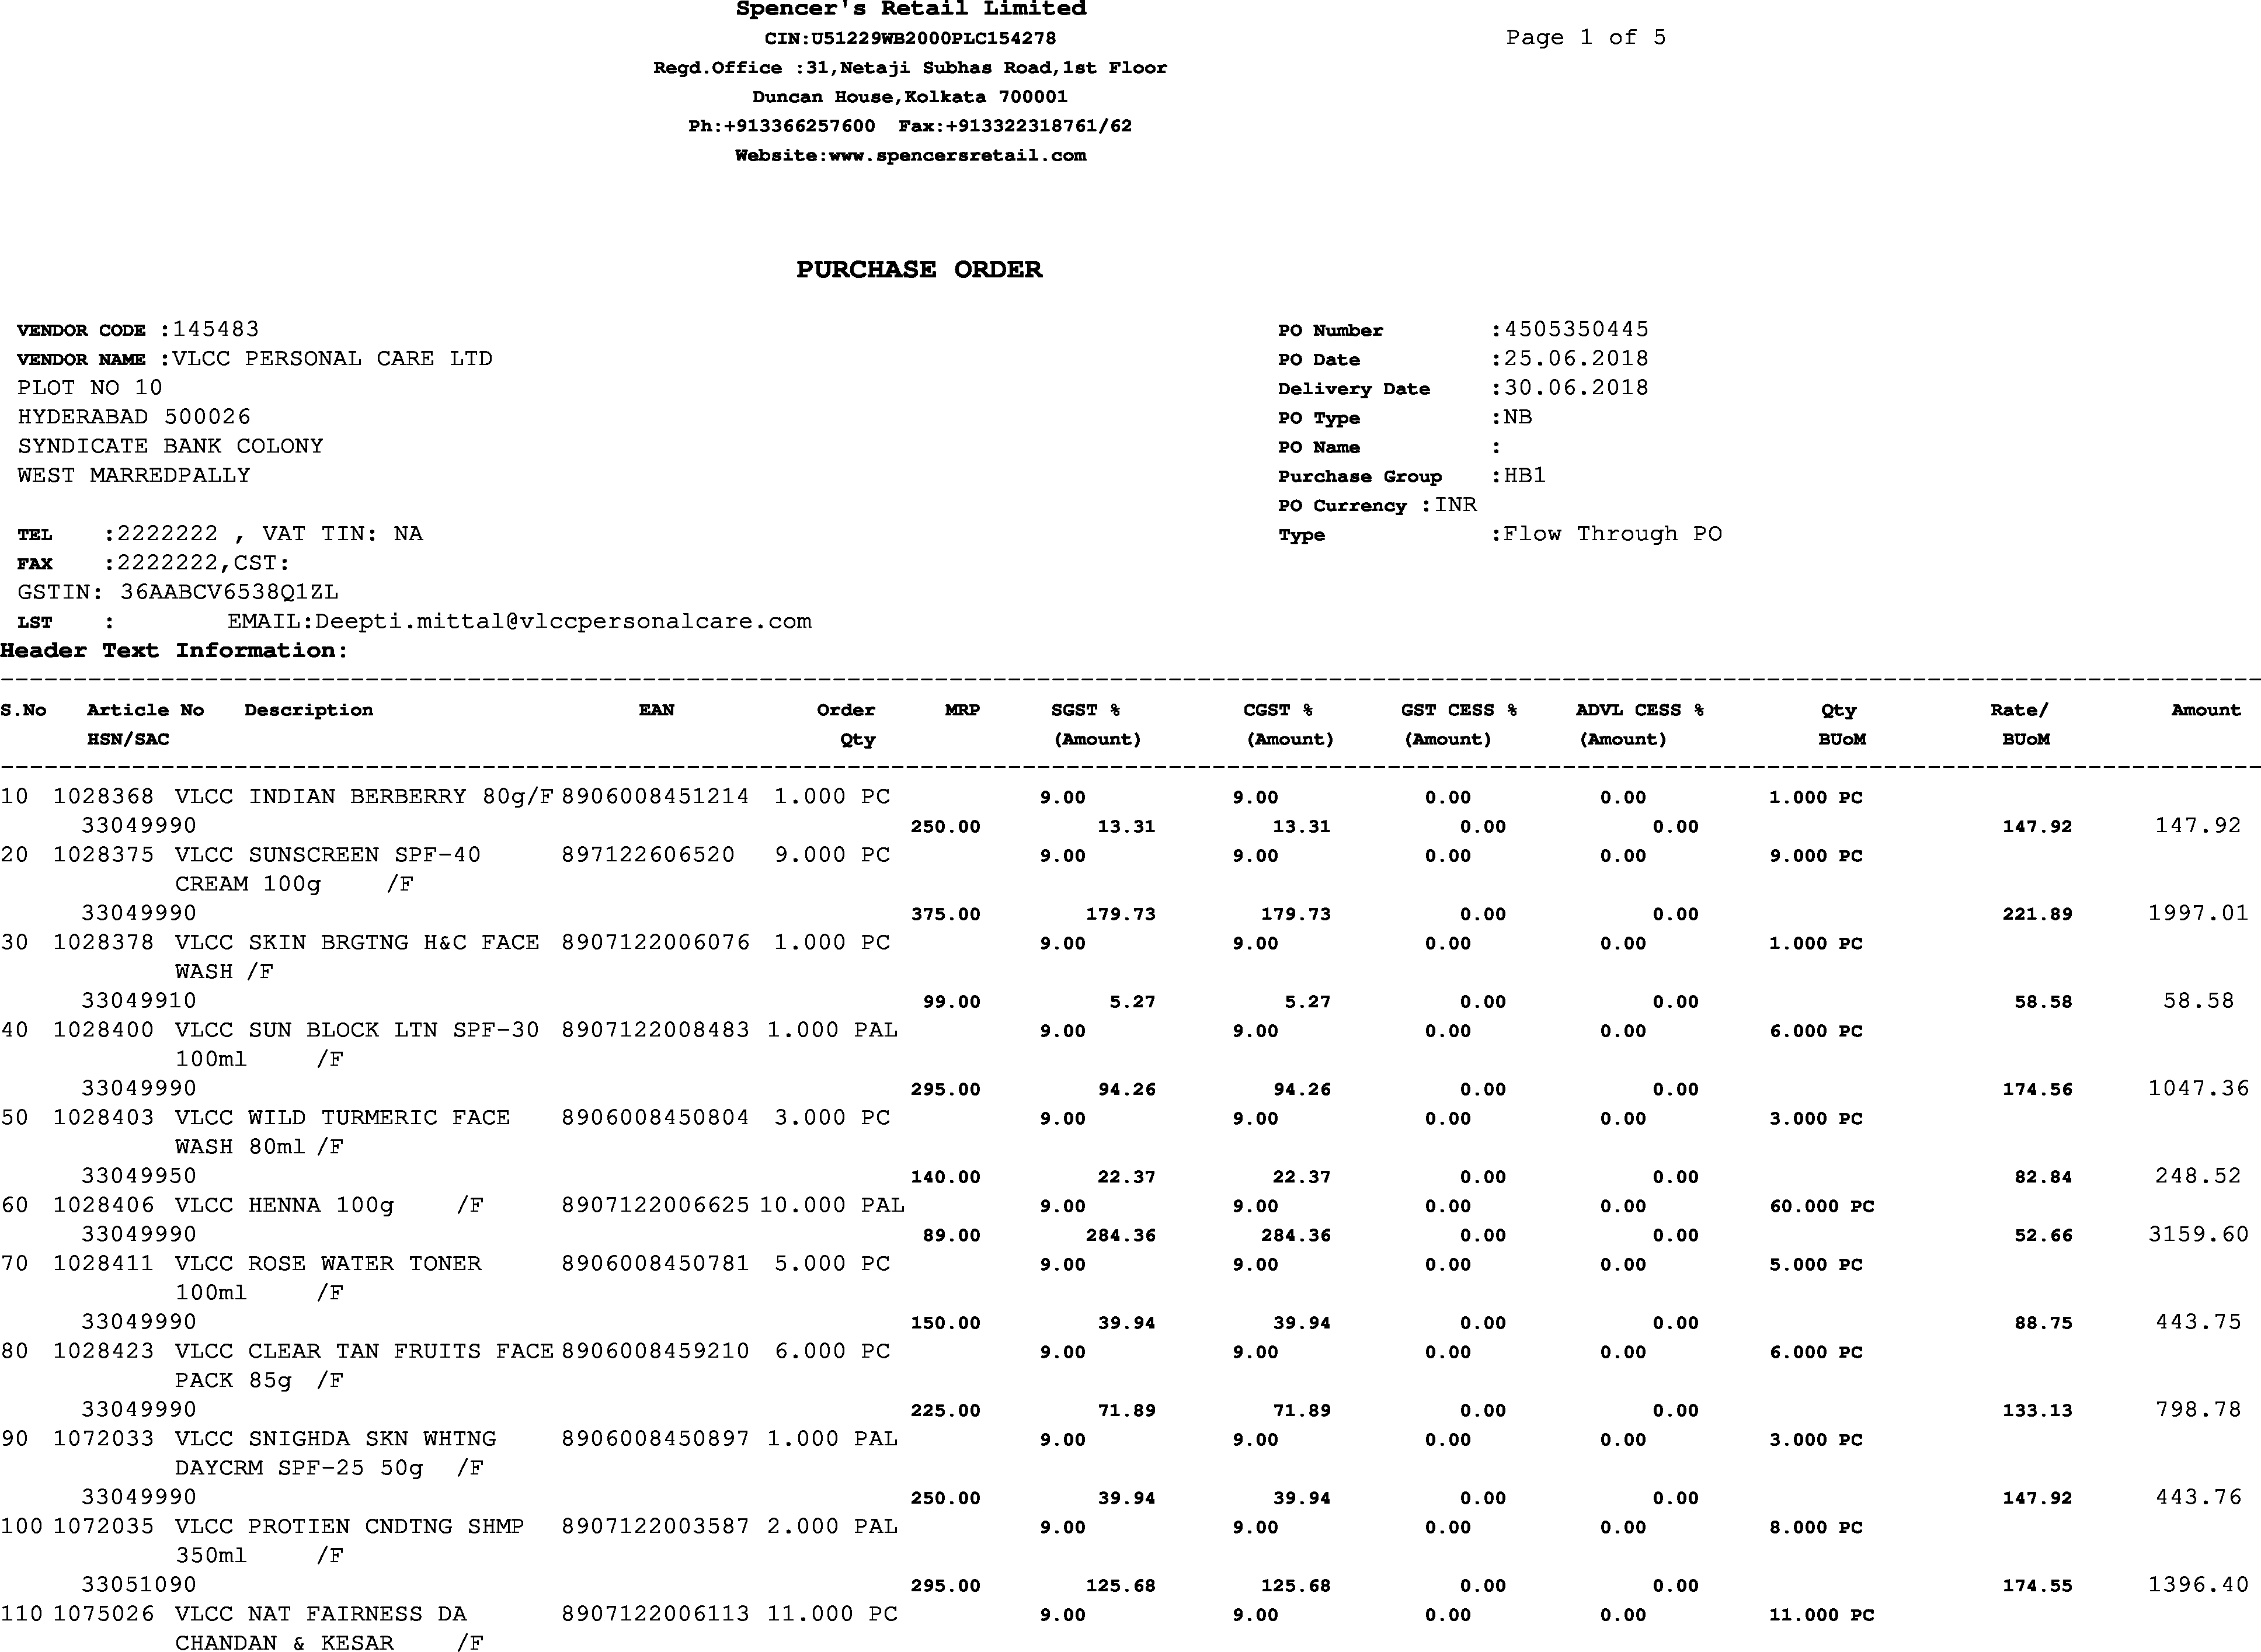 Spencer's Retail Limited
CIN:U51229WB2000PLC154278 Page 1 of 5
Regd.Office :31,Netaji Subhas Road,1st Floor
Duncan House,Kolkata 700001
Ph:+913366257600 Fax:+913322318761/62
Website:www.spencersretail.com
PURCHASE ORDER
VENDOR CODE :145483 PO Number :4505350445
VENDOR NAME :VLCC PERSONAL CARE LTD PO Date :25.06.2018
PLOT NO 10 Delivery Date :30.06.2018
HYDERABAD 500026 PO Type :NB
SYNDICATE BANK COLONY PO Name :
WEST MARREDPALLY Purchase Group :HB1
PO Currency :INR
TEL :2222222 , VAT TIN: NA Type :Flow Through PO
FAX :2222222,CST:
GSTIN: 36AABCV6538Q1ZL
LST : EMAIL:Deepti.mittal@vlccpersonalcare.com
Header Text Information:
S.No Article No Description EAN Order MRP SGST % CGST % GST CESS % ADVL CESS % Qty Rate/ Amount
HSN/SAC Qty (Amount) (Amount) (Amount) (Amount) BUoM BUoM
10 1028368 VLCC INDIAN BERBERRY 80g/F 8906008451214 1.000 PC 9.00 9.00 0.00 0.00 1.000 PC
33049990 250.00 13.31 13.31 0.00 0.00 147.92 147.92
20 1028375 VLCC SUNSCREEN SPF-40 897122606520 9.000 PC 9.00 9.00 0.00 0.00 9.000 PC
CREAM 100g /F
33049990 375.00 179.73 179.73 0.00 0.00 221.89 1997.01
30 1028378 VLCC SKIN BRGTNG H&C FACE 8907122006076 1.000 PC 9.00 9.00 0.00 0.00 1.000 PC
WASH /F
33049910 99.00 5.27 5.27 0.00 0.00 58.58 58.58
40 1028400 VLCC SUN BLOCK LTN SPF-30 8907122008483 1.000 PAL 9.00 9.00 0.00 0.00 6.000 PC
100ml /F
33049990 295.00 94.26 94.26 0.00 0.00 174.56 1047.36
50 1028403 VLCC WILD TURMERIC FACE 8906008450804 3.000 PC 9.00 9.00 0.00 0.00 3.000 PC
WASH 80ml /F
33049950 140.00 22.37 22.37 0.00 0.00 82.84 248.52
60 1028406 VLCC HENNA 100g /F 8907122006625 10.000 PAL 9.00 9.00 0.00 0.00 60.000 PC
33049990 89.00 284.36 284.36 0.00 0.00 52.66 3159.60
70 1028411 VLCC ROSE WATER TONER 8906008450781 5.000 PC 9.00 9.00 0.00 0.00 5.000 PC
100ml /F
33049990 150.00 39.94 39.94 0.00 0.00 88.75 443.75
80 1028423 VLCC CLEAR TAN FRUITS FACE 8906008459210 6.000 PC 9.00 9.00 0.00 0.00 6.000 PC
PACK 85g /F
33049990 225.00 71.89 71.89 0.00 0.00 133.13 798.78
90 1072033 VLCC SNIGHDA SKN WHTNG 8906008450897 1.000 PAL 9.00 9.00 0.00 0.00 3.000 PC
DAYCRM SPF-25 50g /F
33049990 250.00 39.94 39.94 0.00 0.00 147.92 443.76
100 1072035 VLCC PROTIEN CNDTNG SHMP 8907122003587 2.000 PAL 9.00 9.00 0.00 0.00 8.000 PC
350ml /F
33051090 295.00 125.68 125.68 0.00 0.00 174.55 1396.40
110 1075026 VLCC NAT FAIRNESS DA 8907122006113 11.000 PC 9.00 9.00 0.00 0.00 11.000 PC
CHANDAN & KESAR /F